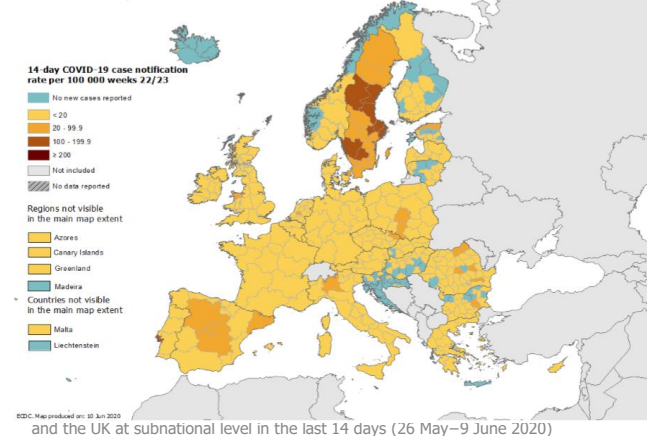 14-day COVID-19 case notification
rate per 100 000 weeks 22/23
No new cases reported
< 20
20 - 99.9
100 - 199.9
≥ 200
Not included
No data reported
Regions not visible
in the main map extent
Azores
Canary Islands
Greenland
Madeira
Countries not visible
in the main map extent
Malta
Liechtenstein
ECDC. Map produced on: 10 Jun 2020
and the UK at subnational level in the last 14 days (26 May–9 June 2020)